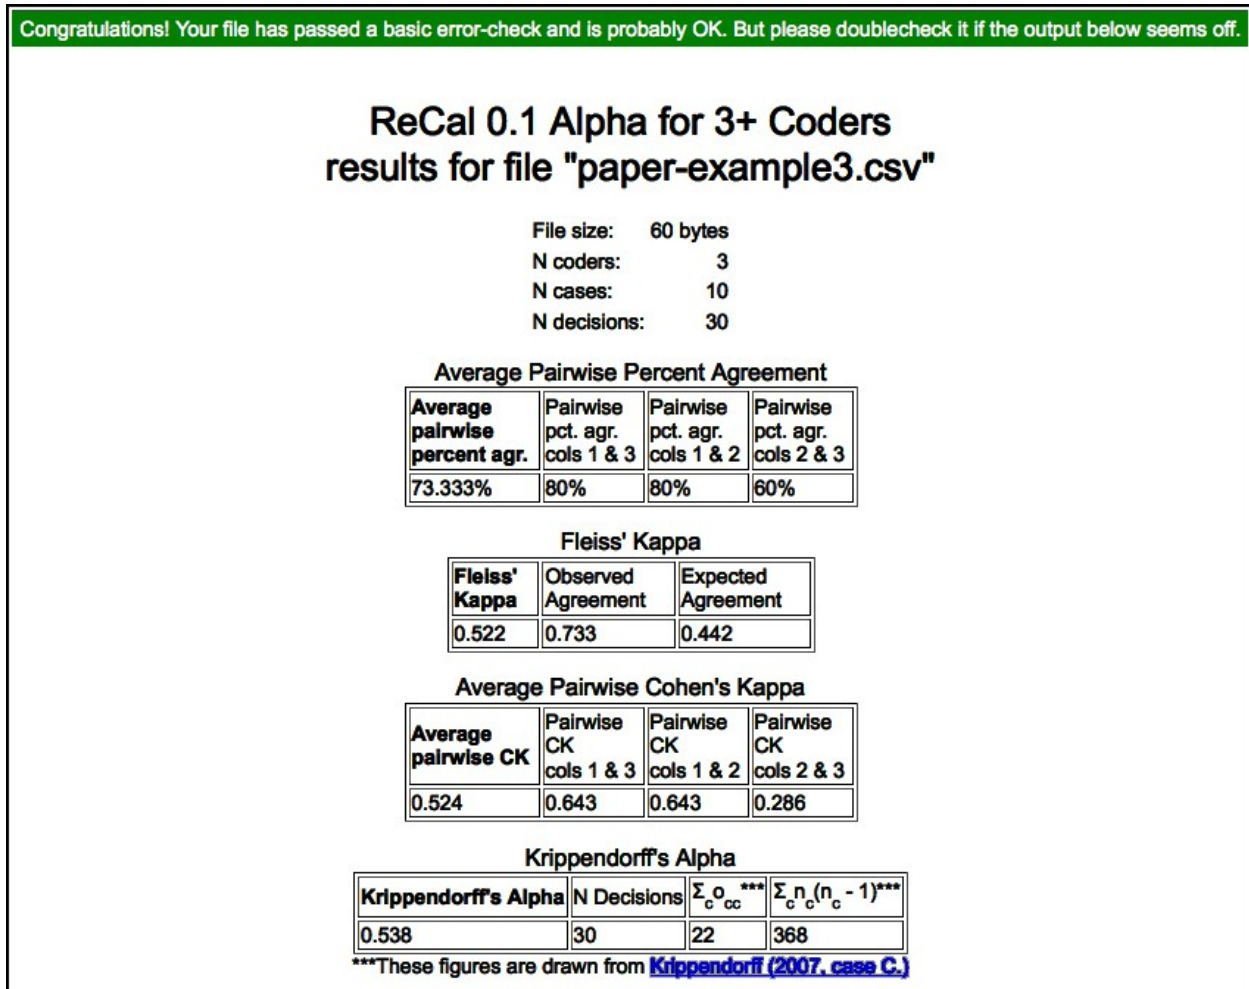 Congratulations! Your file has passed a basic error-check and is probably OK. But please doublecheck it if the output below seems off.
ReCal 0.1 Alpha for 3+ Coders
results for file "paper-example3.csv"
File size: 60 bytes
N coders: 3
N cases: 10
N decisions: 30
Average Pairwise Percent Agreement
Average pairwise percent agr. Pairwise pct. agr. cols 1 & 3 Pairwise pct. agr. cols 1 & 2 Pairwise pct. agr. cols 2 & 3
73.333% 80% 80% 60%
Fleiss' Kappa
Fleiss' Kappa Observed Agreement Expected Agreement
0.522 0.733 0.442
Average Pairwise Cohen's Kappa
Average pairwise CK Pairwise CK cols 1 & 3 Pairwise CK cols 1 & 2 Pairwise CK cols 2 & 3
0.524 0.643 0.643 0.286
Krippendorff's Alpha
Krippendorff's Alpha N Decisions Σcocc*** Σcnc(nc - 1)***
0.538 30 22 368
***These figures are drawn from Krippendorff (2007, case C.)